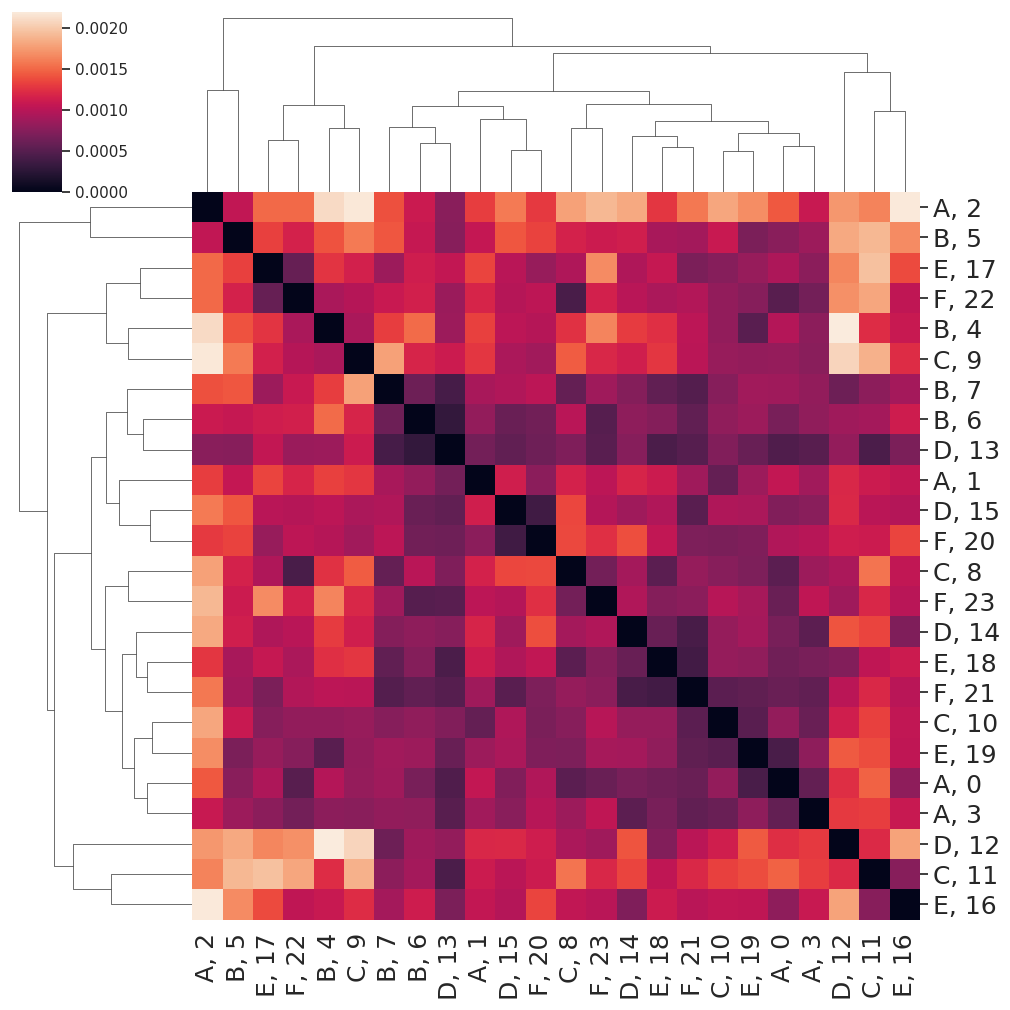 0.0020
0.0015
0.0010
0.0005
0.0000
A, 2
B, 5
E, 17
F, 22
B, 4
C, 9
B, 7
B, 6
D, 13
A, 1
D, 15
F, 20
C, 8
F, 23
D, 14
E, 18
F, 21
C, 10
E, 19
A, 0
A, 3
D, 12
C, 11
E, 16
A, 2
B, 5
E, 17
F, 22
B, 4
C, 9
B, 7
B, 6
D, 13
A, 1
D, 15
F, 20
C, 8
F, 23
D, 14
E, 18
F, 21
C, 10
E, 19
A, 0
A, 3
D, 12
C, 11
E, 16